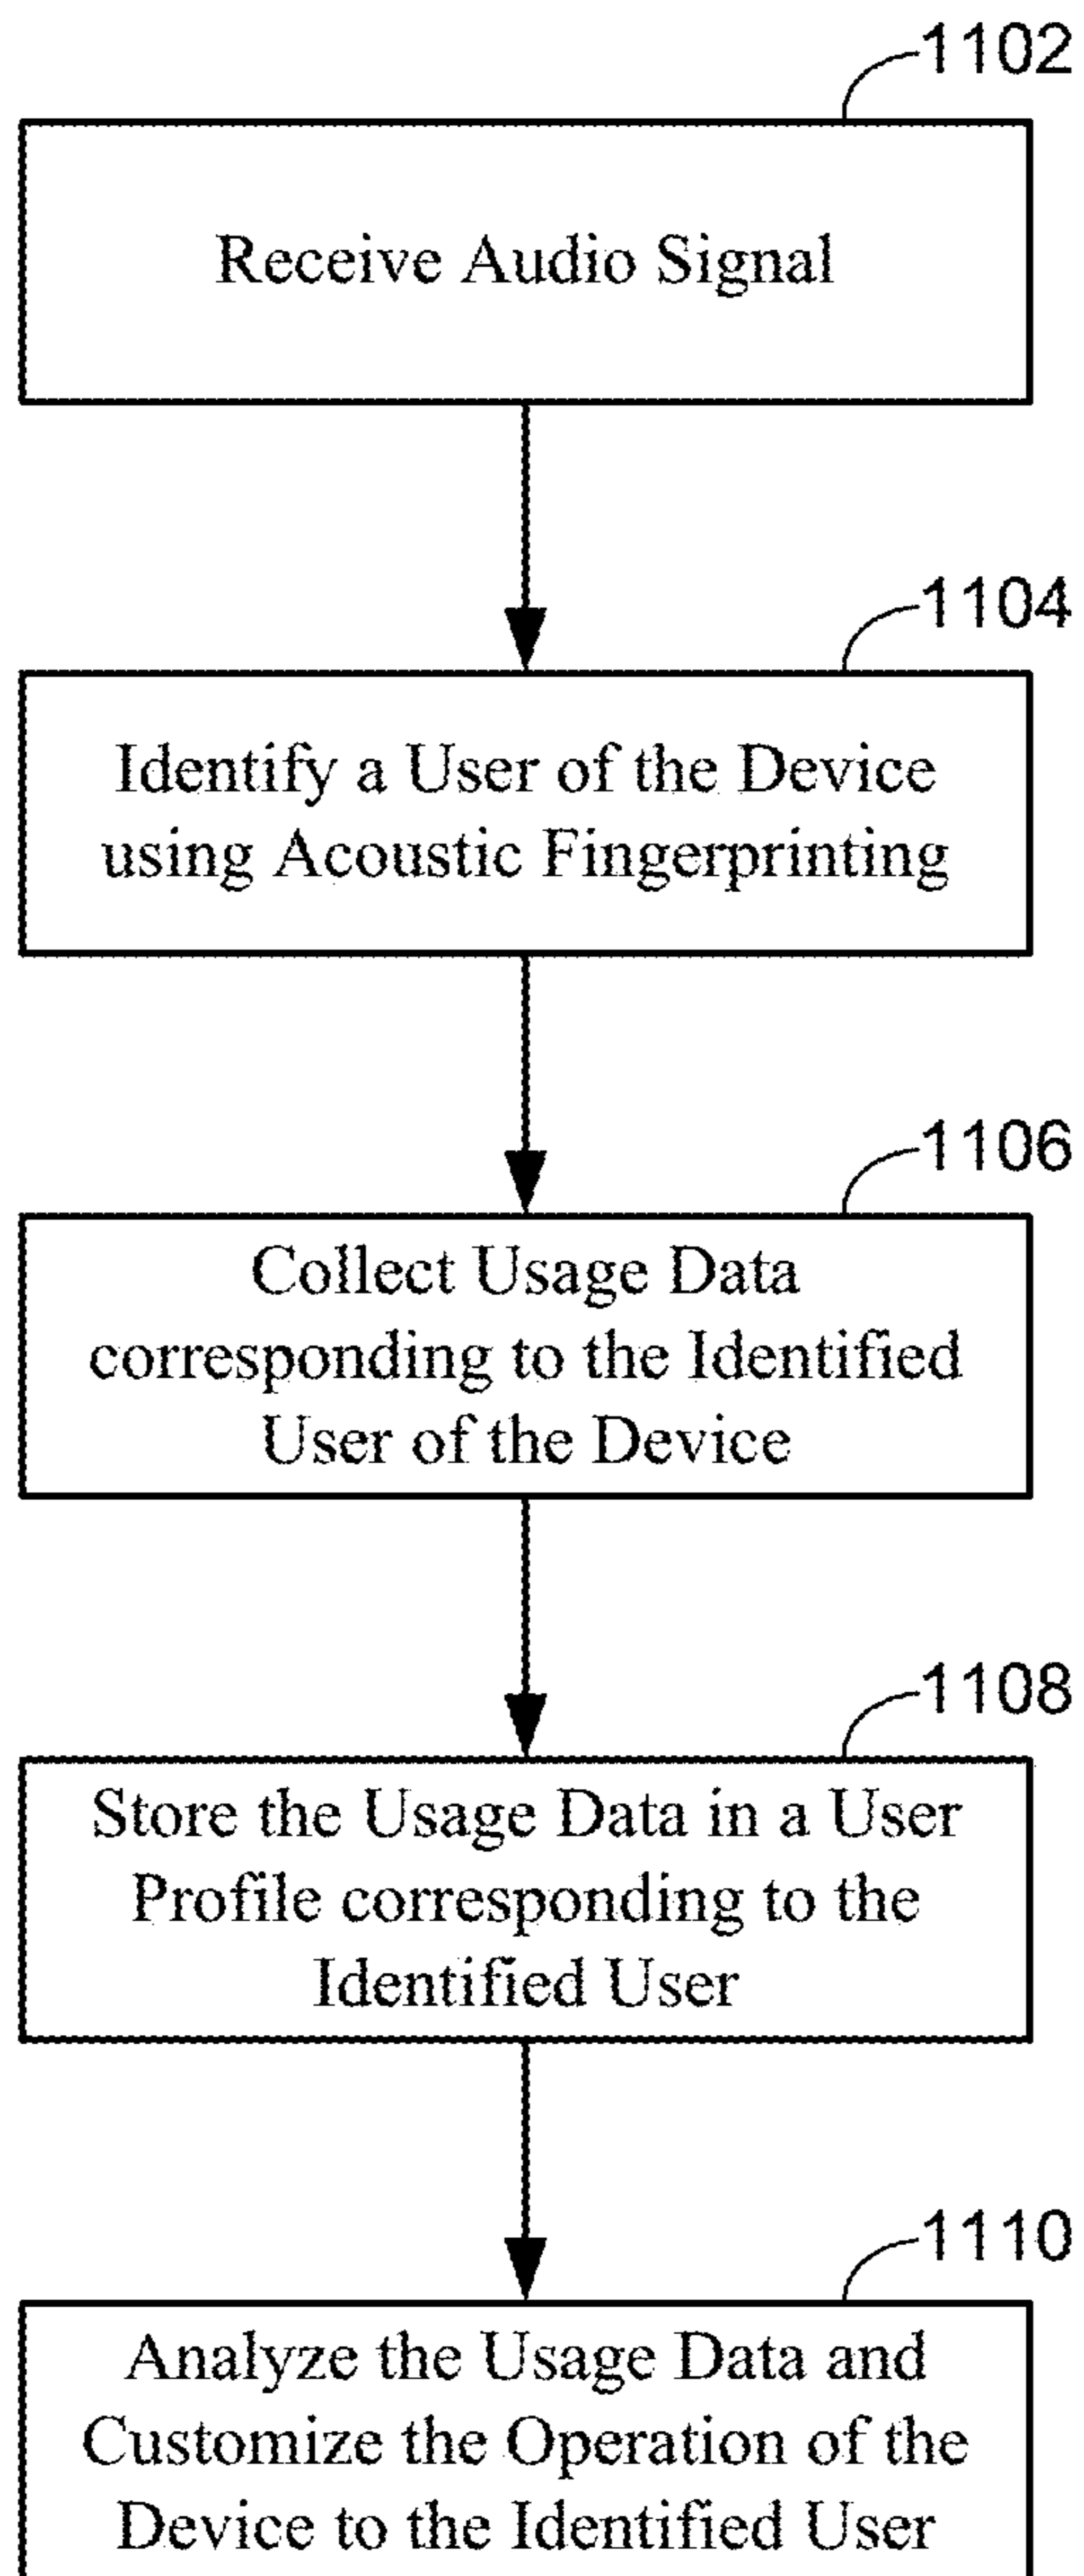 1102
Receive Audio Signal
1104
Identify a User of the Device
using Acoustic Fingerprinting
1106
Collect Usage Data
corresponding to the Identified
User of the Device
1108
Store the Usage Data in a User
Profile corresponding to the
Identified User
1110
Analyze the Usage Data and
Customize the Operation of the
Device to the Identified User